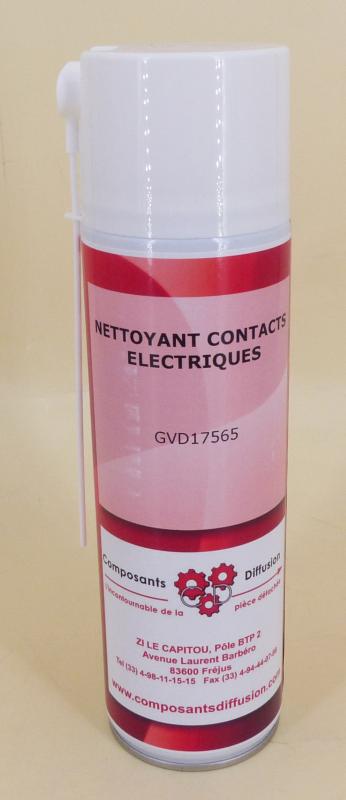 NETTOYANT CONTACTS
ELECTRIQUES
GVD17565
Composants Diffusion
l'incontournable de la pièce détachée
ZI LE CAPITOU, Pôle BTP 2
Avenue Laurent Barbéro
83600 Fréjus
Tel (33) 4-98-11-15-15 Fax (33) 4-94-44-07-86
www.composantsdiffusion.com